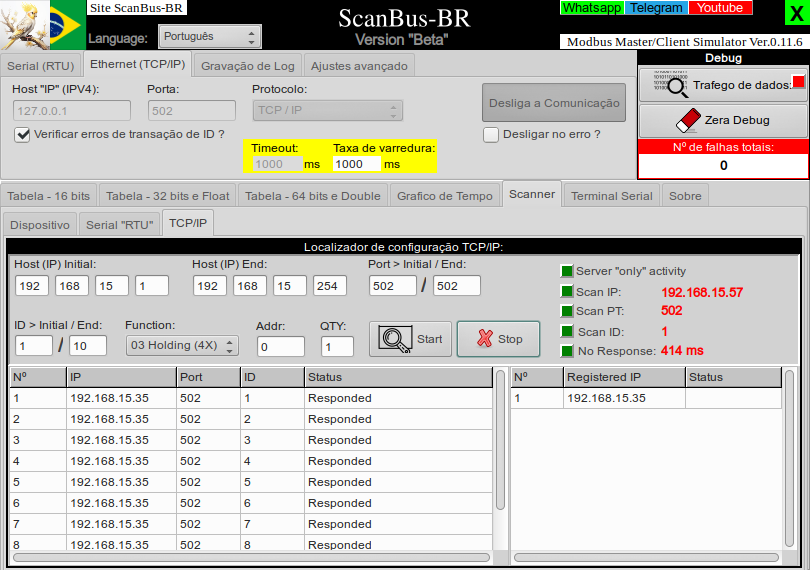 Site ScanBus-BR
ScanBus-BR
Whatsapp Telegram Youtube
X
Language: Português
Version "Beta"
Modbus Master/Client Simulator Ver.0.11.6
Serial (RTU) Ethernet (TCP/IP) Gravação de Log Ajustes avançado
Debug
Host "IP" (IPV4): Porta: Protocolo:
127.0.0.1 502 TCP / IP Desliga a Comunicação
Trafego de dados:
Verificar erros de transação de ID ? Desligar no erro ?
Zera Debug
Timeout: Taxa de varredura:
1000 ms 1000 ms
Nº de falhas totais:
0
Tabela - 16 bits Tabela - 32 bits e Float Tabela - 64 bits e Double Grafico de Tempo Scanner Terminal Serial Sobre
Dispositivo Serial "RTU" TCP/IP
Localizador de configuração TCP/IP:
Host (IP) Initial: Host (IP) End: Port > Initial / End:
192 168 15 1 192 168 15 254 502 / 502
Server "only" activity
Scan IP: 192.168.15.57
Scan PT: 502
Scan ID: 1
No Response: 414 ms
ID > Initial / End: Function: Addr: QTY:
1 / 10 03 Holding (4X) 0 1 Start Stop
Nº IP Port ID Status
1 192.168.15.35 502 1 Responded
2 192.168.15.35 502 2 Responded
3 192.168.15.35 502 3 Responded
4 192.168.15.35 502 4 Responded
5 192.168.15.35 502 5 Responded
6 192.168.15.35 502 6 Responded
7 192.168.15.35 502 7 Responded
8 192.168.15.35 502 8 Responded
Nº Registered IP Status
1 192.168.15.35